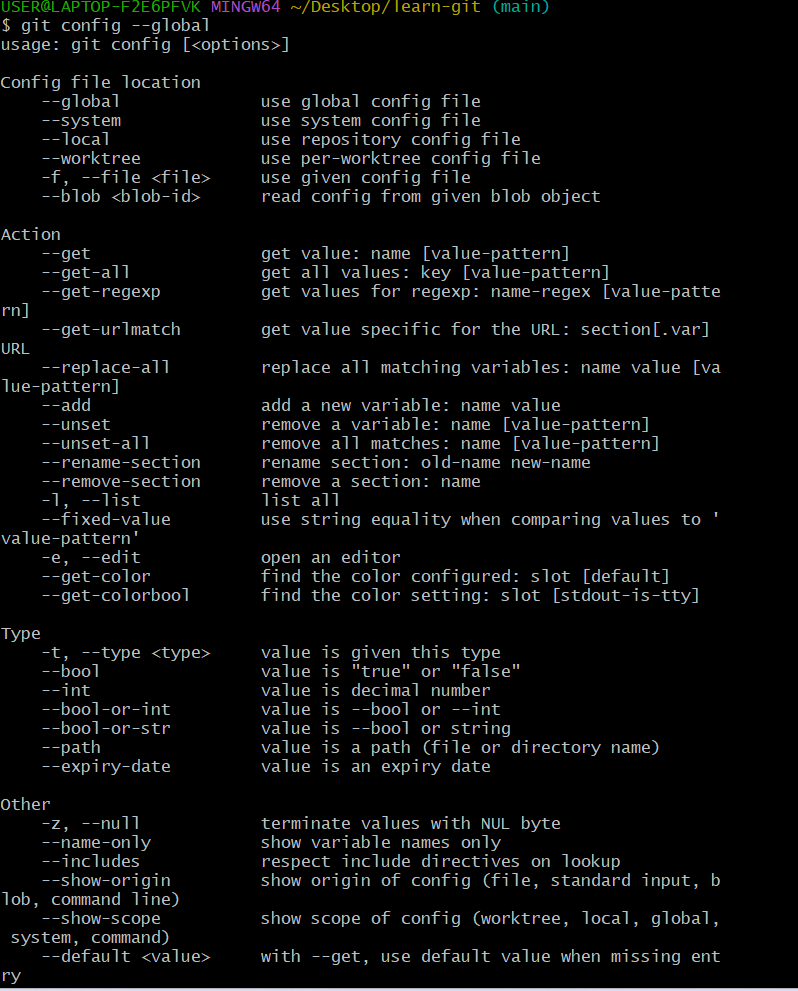 USER@LAPTOP-F2E6PFVK MINGW64 ~/Desktop/learn-git (main)
$ git config --global
usage: git config [<options>]

Config file location
    --global              use global config file
    --system              use system config file
    --local               use repository config file
    --worktree            use per-worktree config file
    -f, --file <file>     use given config file
    --blob <blob-id>      read config from given blob object

Action
    --get                 get value: name [value-pattern]
    --get-all             get all values: key [value-pattern]
    --get-regexp          get values for regexp: name-regex [value-patte
rn]
    --get-urlmatch        get value specific for the URL: section[.var]
URL
    --replace-all         replace all matching variables: name value [va
lue-pattern]
    --add                 add a new variable: name value
    --unset               remove a variable: name [value-pattern]
    --unset-all           remove all matches: name [value-pattern]
    --rename-section      rename section: old-name new-name
    --remove-section      remove a section: name
    -l, --list            list all
    --fixed-value         use string equality when comparing values to '
value-pattern'
    -e, --edit            open an editor
    --get-color           find the color configured: slot [default]
    --get-colorbool       find the color setting: slot [stdout-is-tty]

Type
    -t, --type <type>     value is given this type
    --bool                value is "true" or "false"
    --int                 value is decimal number
    --bool-or-int         value is --bool or --int
    --bool-or-str         value is --bool or string
    --path                value is a path (file or directory name)
    --expiry-date         value is an expiry date

Other
    -z, --null            terminate values with NUL byte
    --name-only           show variable names only
    --includes            respect include directives on lookup
    --show-origin         show origin of config (file, standard input, b
lob, command line)
    --show-scope          show scope of config (worktree, local, global,
 system, command)
    --default <value>     with --get, use default value when missing ent
ry